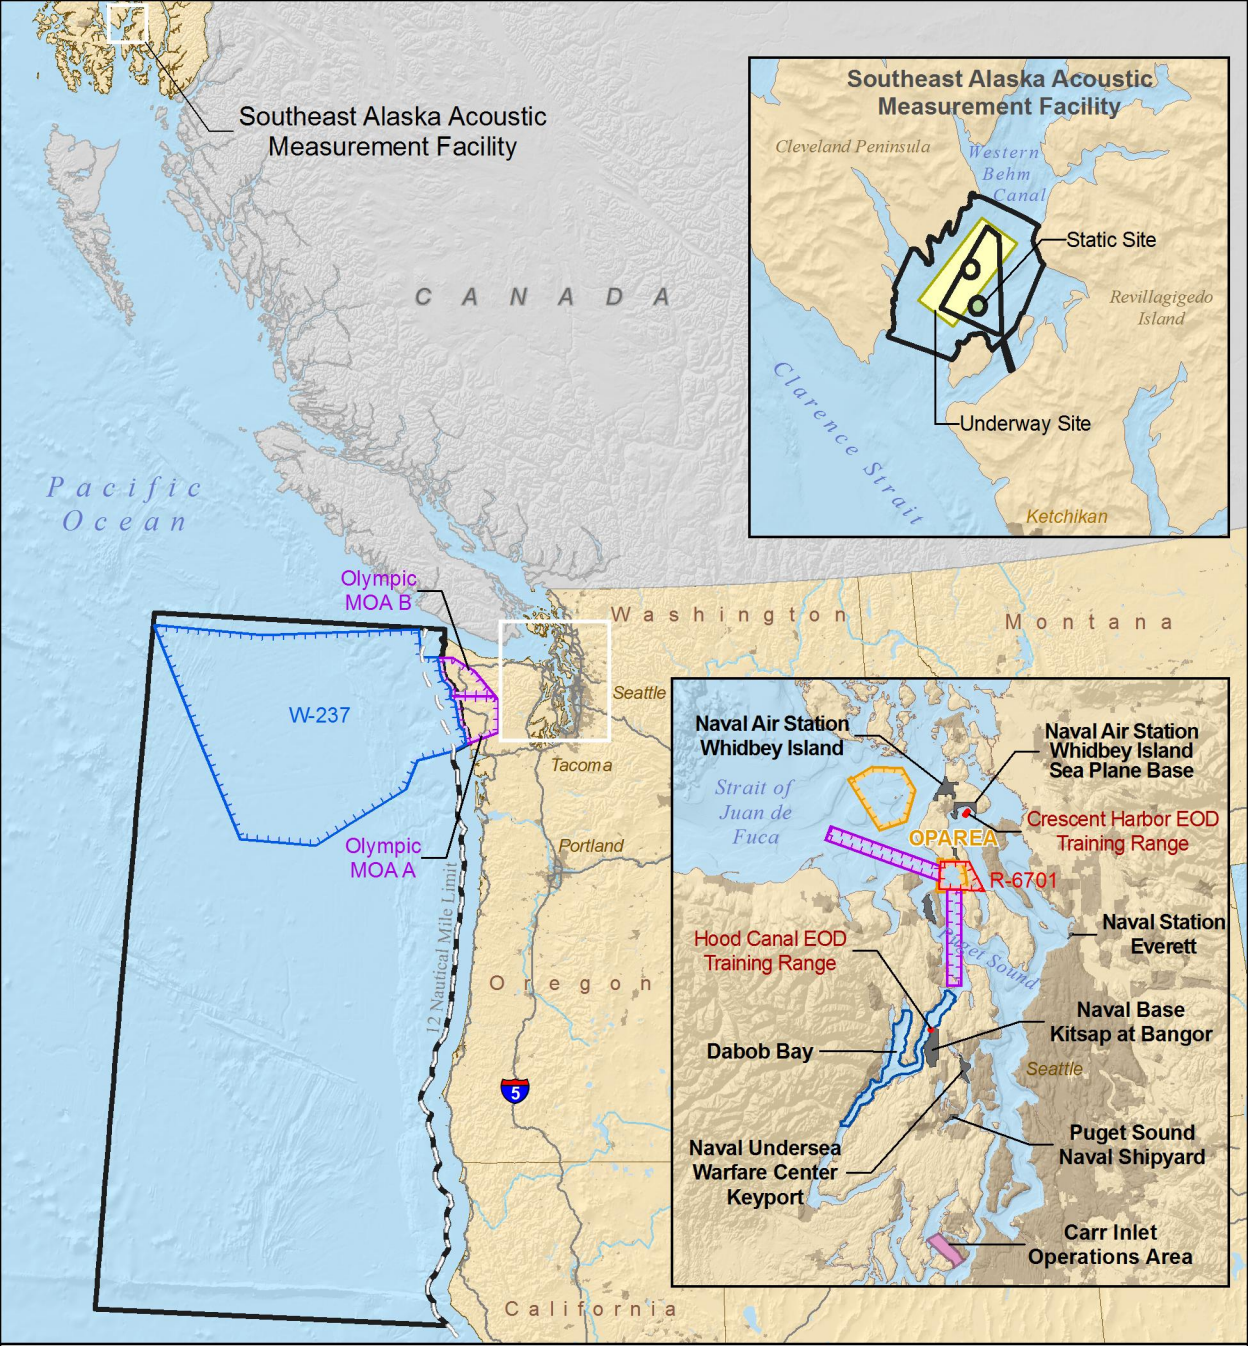 Southeast Alaska Acoustic
Measurement Facility
CANADA
Pacific
Ocean
Olympic
MOA B
W-237
Olympic
MOA A
12 Nautical Mile Limit
Washington
Montana
Seattle
Tacoma
Portland
Oregon
5
California
Southeast Alaska Acoustic
Measurement Facility
Cleveland Peninsula
Western
Behm
Canal
Static Site
Revillagigedo
Island
Clarence Strait
Underway Site
Ketchikan
Naval Air Station
Whidbey Island
Naval Air Station
Whidbey Island
Sea Plane Base
Strait of
Juan de
Fuca
Crescent Harbor EOD
Training Range
OPAREA
R-6701
Naval Station
Everett
Hood Canal EOD
Training Range
Puget Sound
Naval Base
Kitsap at Bangor
Dabob Bay
Seattle
Puget Sound
Naval Shipyard
Naval Undersea
Warfare Center
Keyport
Carr Inlet
Operations Area